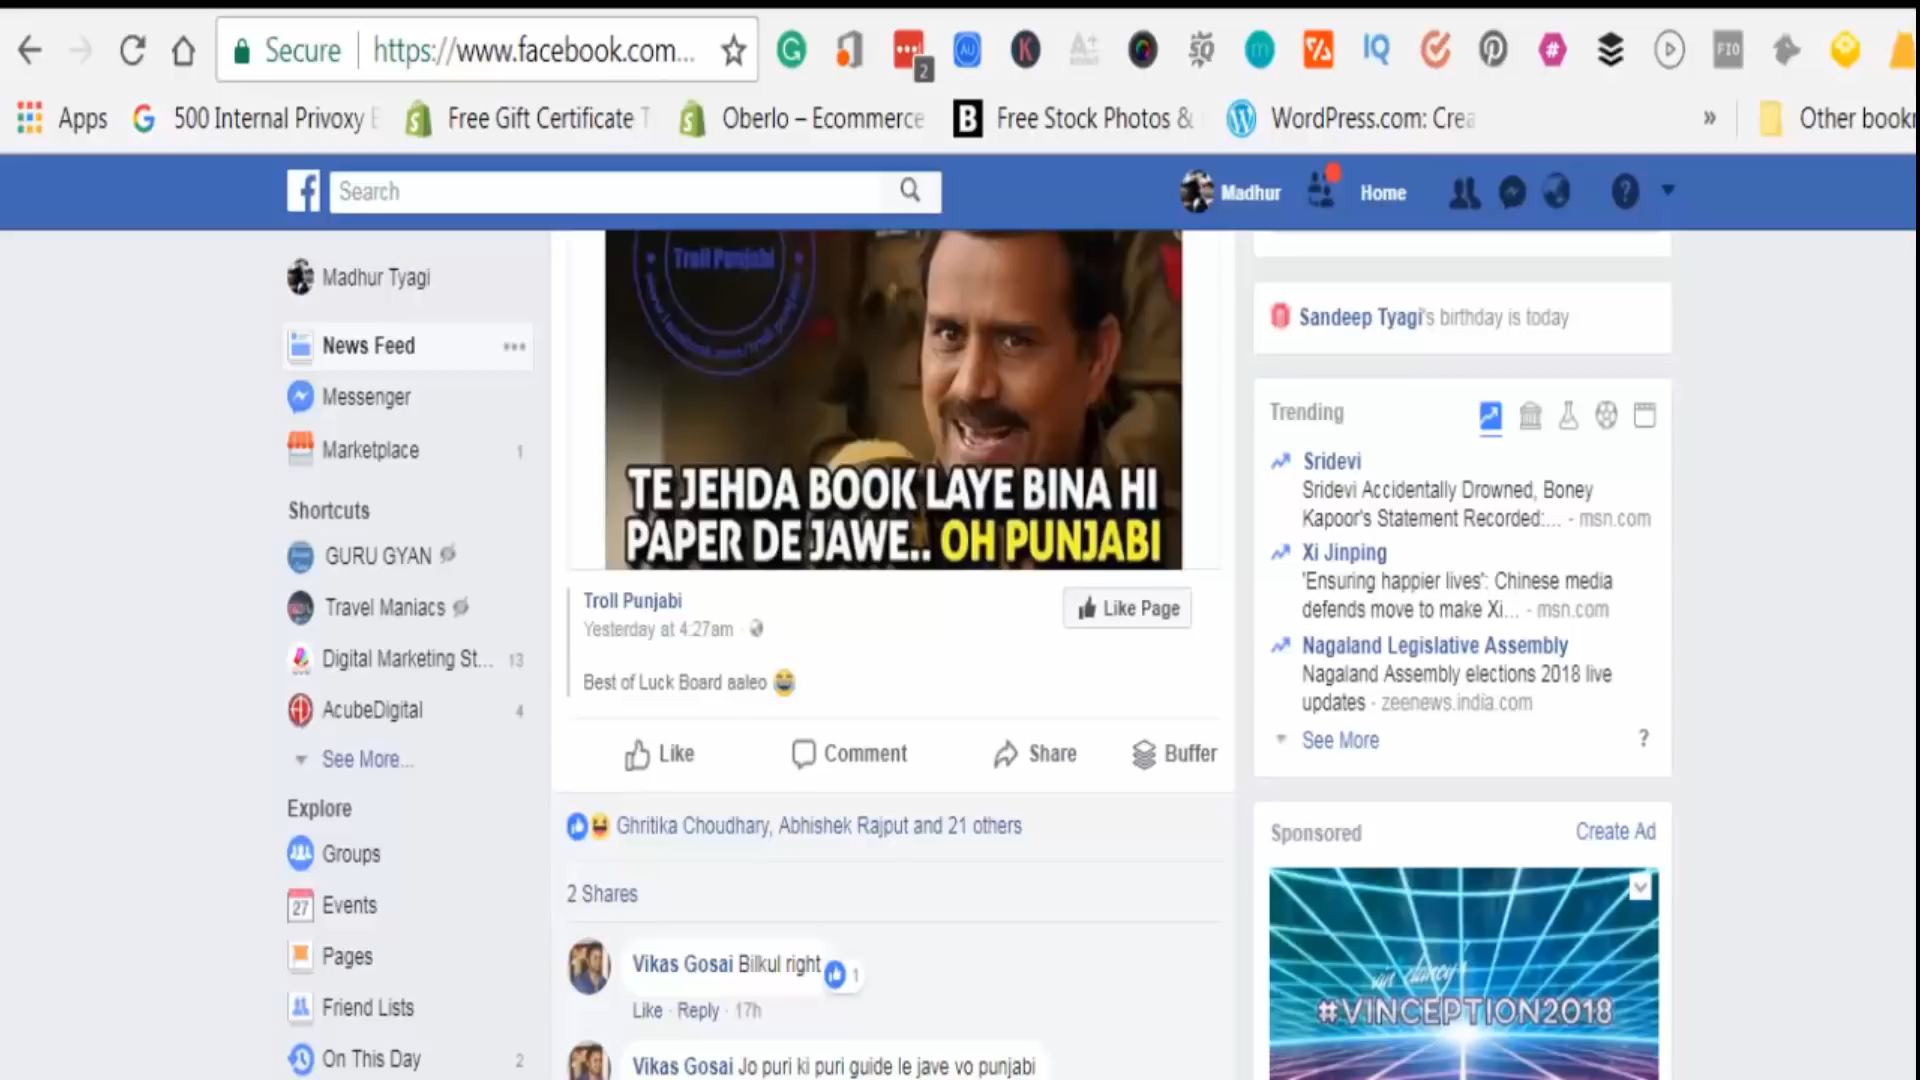 Secure
https://www.facebook.com...
2
FIO
Apps
500 Internal Privoxy E
Free Gift Certificate T
Oberlo – Ecommerce
Free Stock Photos &
WordPress.com: Crea
»
Other bookr
Search
Madhur
Home
Madhur Tyagi
News Feed
Messenger
Marketplace 1
Shortcuts
GURU GYAN
Travel Maniacs
Digital Marketing St... 13
AcubeDigital 4
See More...
Explore
Groups
27 Events
Pages
Friend Lists
On This Day 2
Troll Punjabi
TE JEHDA BOOK LAYE BINA HI
PAPER DE JAWE.. OH PUNJABI
Troll Punjabi
Yesterday at 4:27am ·
Like Page
Best of Luck Board aaleo 😂
Like
Comment
Share
Buffer
Ghritika Choudhary, Abhishek Rajput and 21 others
2 Shares
Vikas Gosai Bilkul right
1
Like · Reply · 17h
Vikas Gosai Jo puri ki puri guide le jave vo punjabi
Sandeep Tyagi's birthday is today
Trending
Sridevi
Sridevi Accidentally Drowned, Boney
Kapoor's Statement Recorded:... - msn.com
Xi Jinping
'Ensuring happier lives': Chinese media
defends move to make Xi... - msn.com
Nagaland Legislative Assembly
Nagaland Assembly elections 2018 live
updates · zeenews.india.com
See More
?
Sponsored
Create Ad
vin clancy's
#VINCEPTION2018